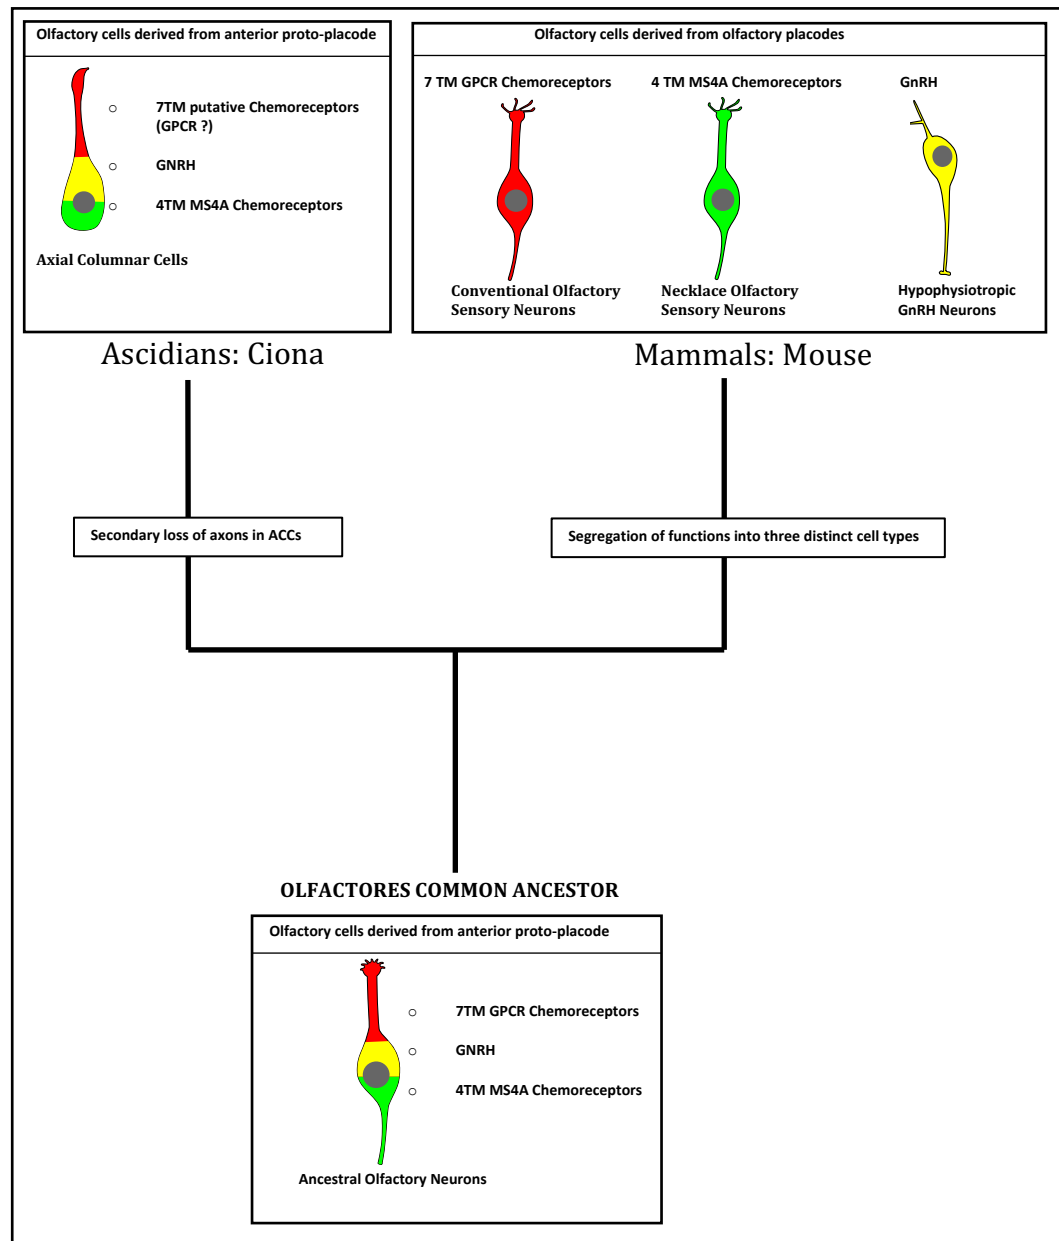 Olfactory cells derived from anterior proto-placode
7TM putative Chemoreceptors
(GPCR ?)
GNRH
4TM MS4A Chemoreceptors
Axial Columnar Cells
Olfactory cells derived from olfactory placodes
7 TM GPCR Chemoreceptors
4 TM MS4A Chemoreceptors
GnRH
Conventional Olfactory
Sensory Neurons
Necklace Olfactory
Sensory Neurons
Hypophysiotropic
GnRH Neurons
Ascidians: Ciona
Mammals: Mouse
Secondary loss of axons in ACCs
Segregation of functions into three distinct cell types
OLFACTORES COMMON ANCESTOR
Olfactory cells derived from anterior proto-placode
7TM GPCR Chemoreceptors
GNRH
4TM MS4A Chemoreceptors
Ancestral Olfactory Neurons